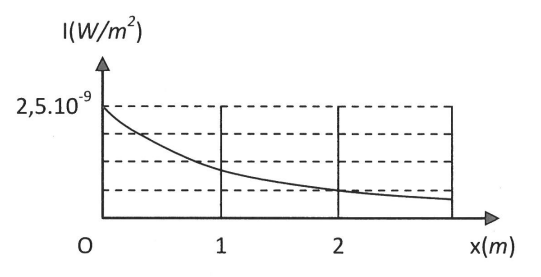 I(W/m²)
2,5.10⁻⁹
O 1 2 x(m)